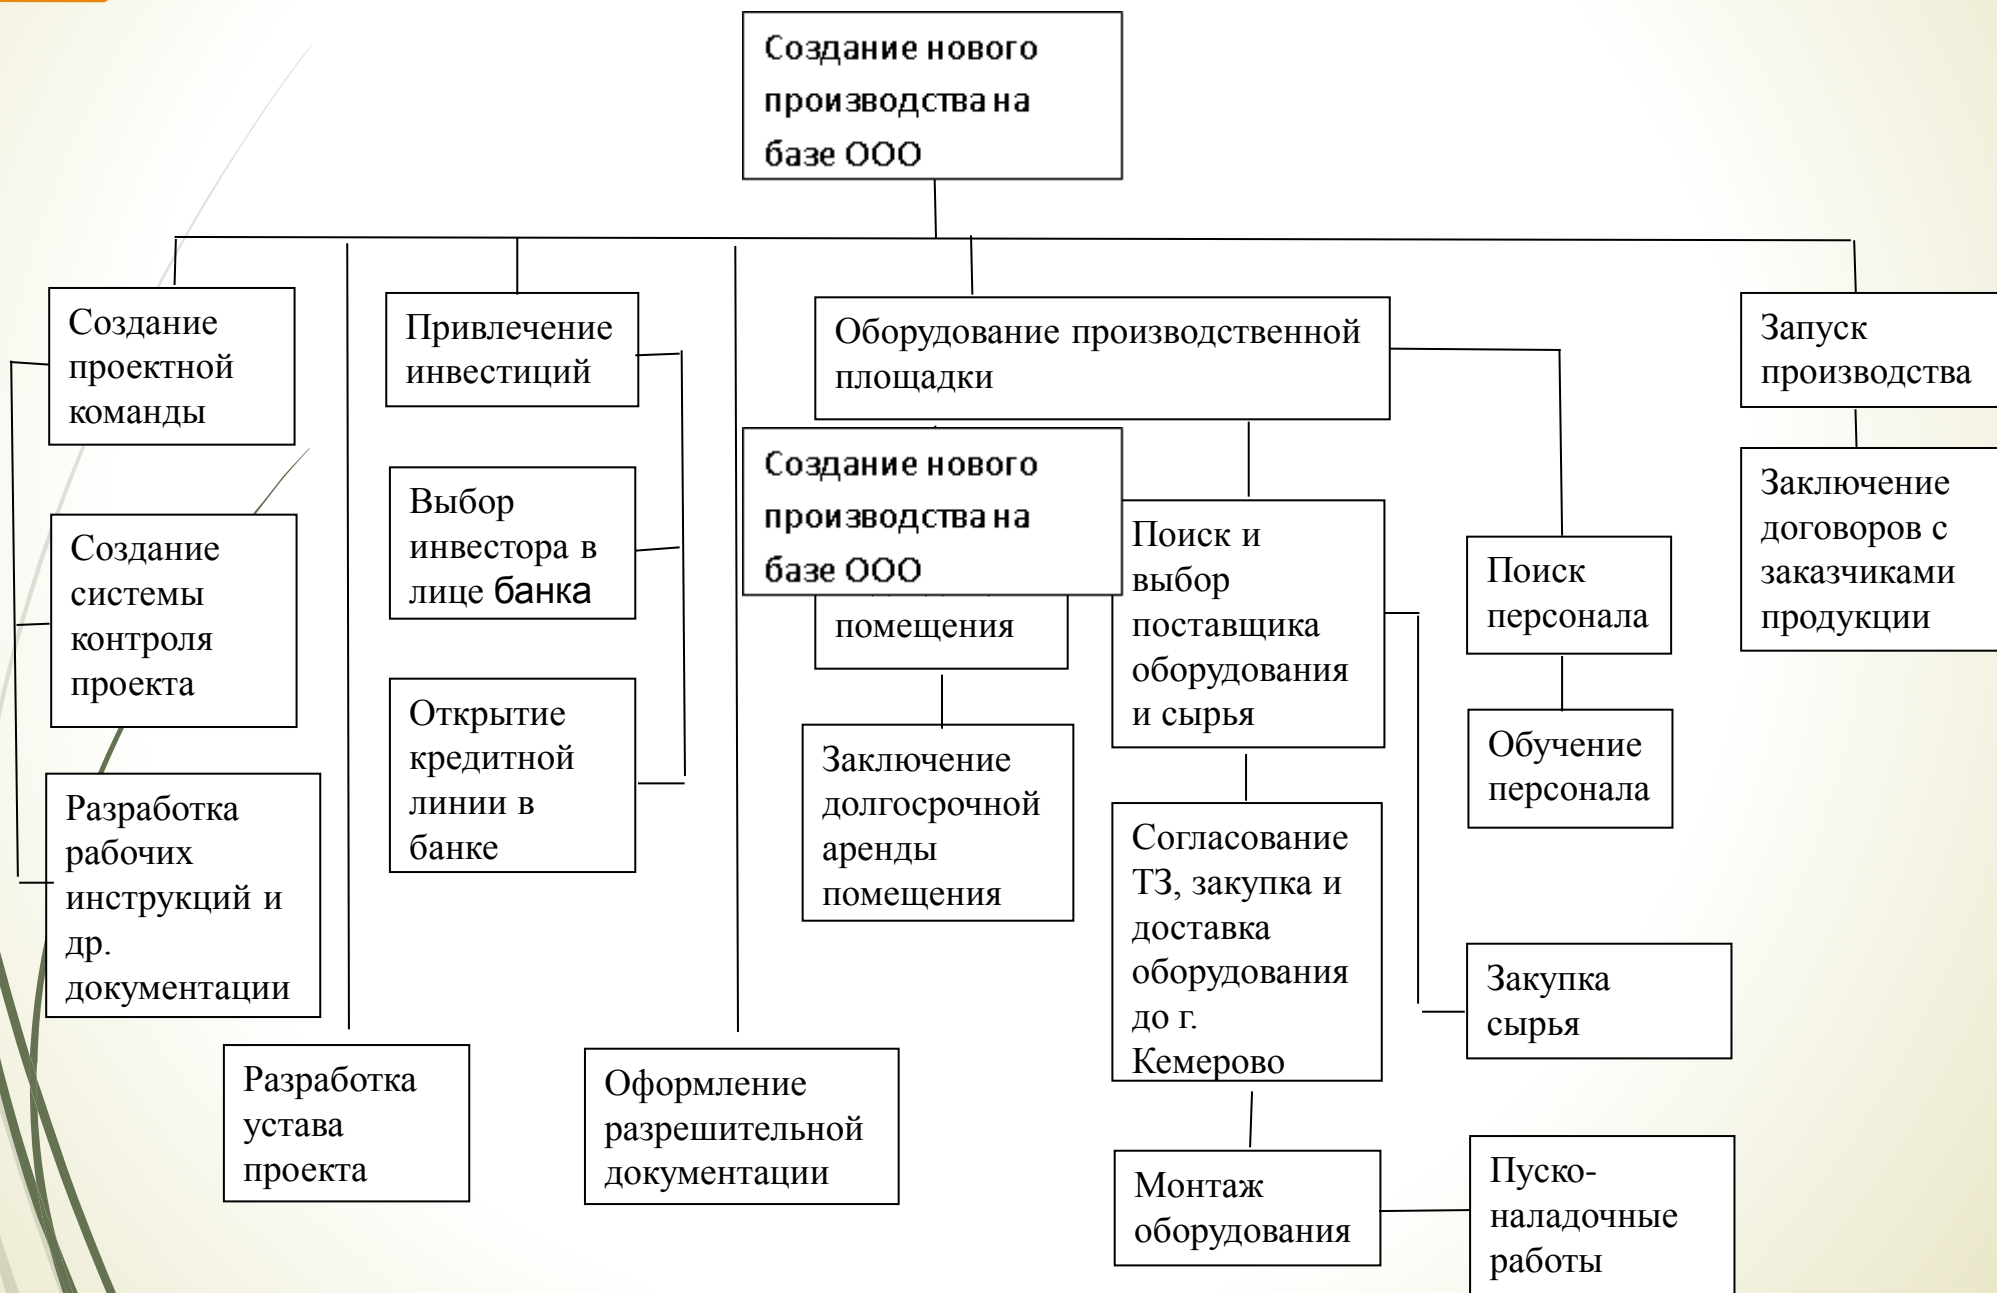 Создание нового
производства на
базе ООО
Создание
проектной
команды
Привлечение
инвестиций
Оборудование производственной
площадки
Запуск
производства
Создание
системы
контроля
проекта
Выбор
инвестора в
лице банка
Создание нового
производства на
базе ООО
помещения
Поиск и
выбор
поставщика
оборудования
и сырья
Поиск
персонала
Заключение
договоров с
заказчиками
продукции
Разработка
рабочих
инструкций и
др.
документации
Открытие
кредитной
линии в
банке
Заключение
долгосрочной
аренды
помещения
Согласование
ТЗ, закупка и
доставка
оборудования
до г.
Кемерово
Обучение
персонала
Закупка
сырья
Разработка
устава
проекта
Оформление
разрешительной
документации
Монтаж
оборудования
Пуско-
наладочные
работы